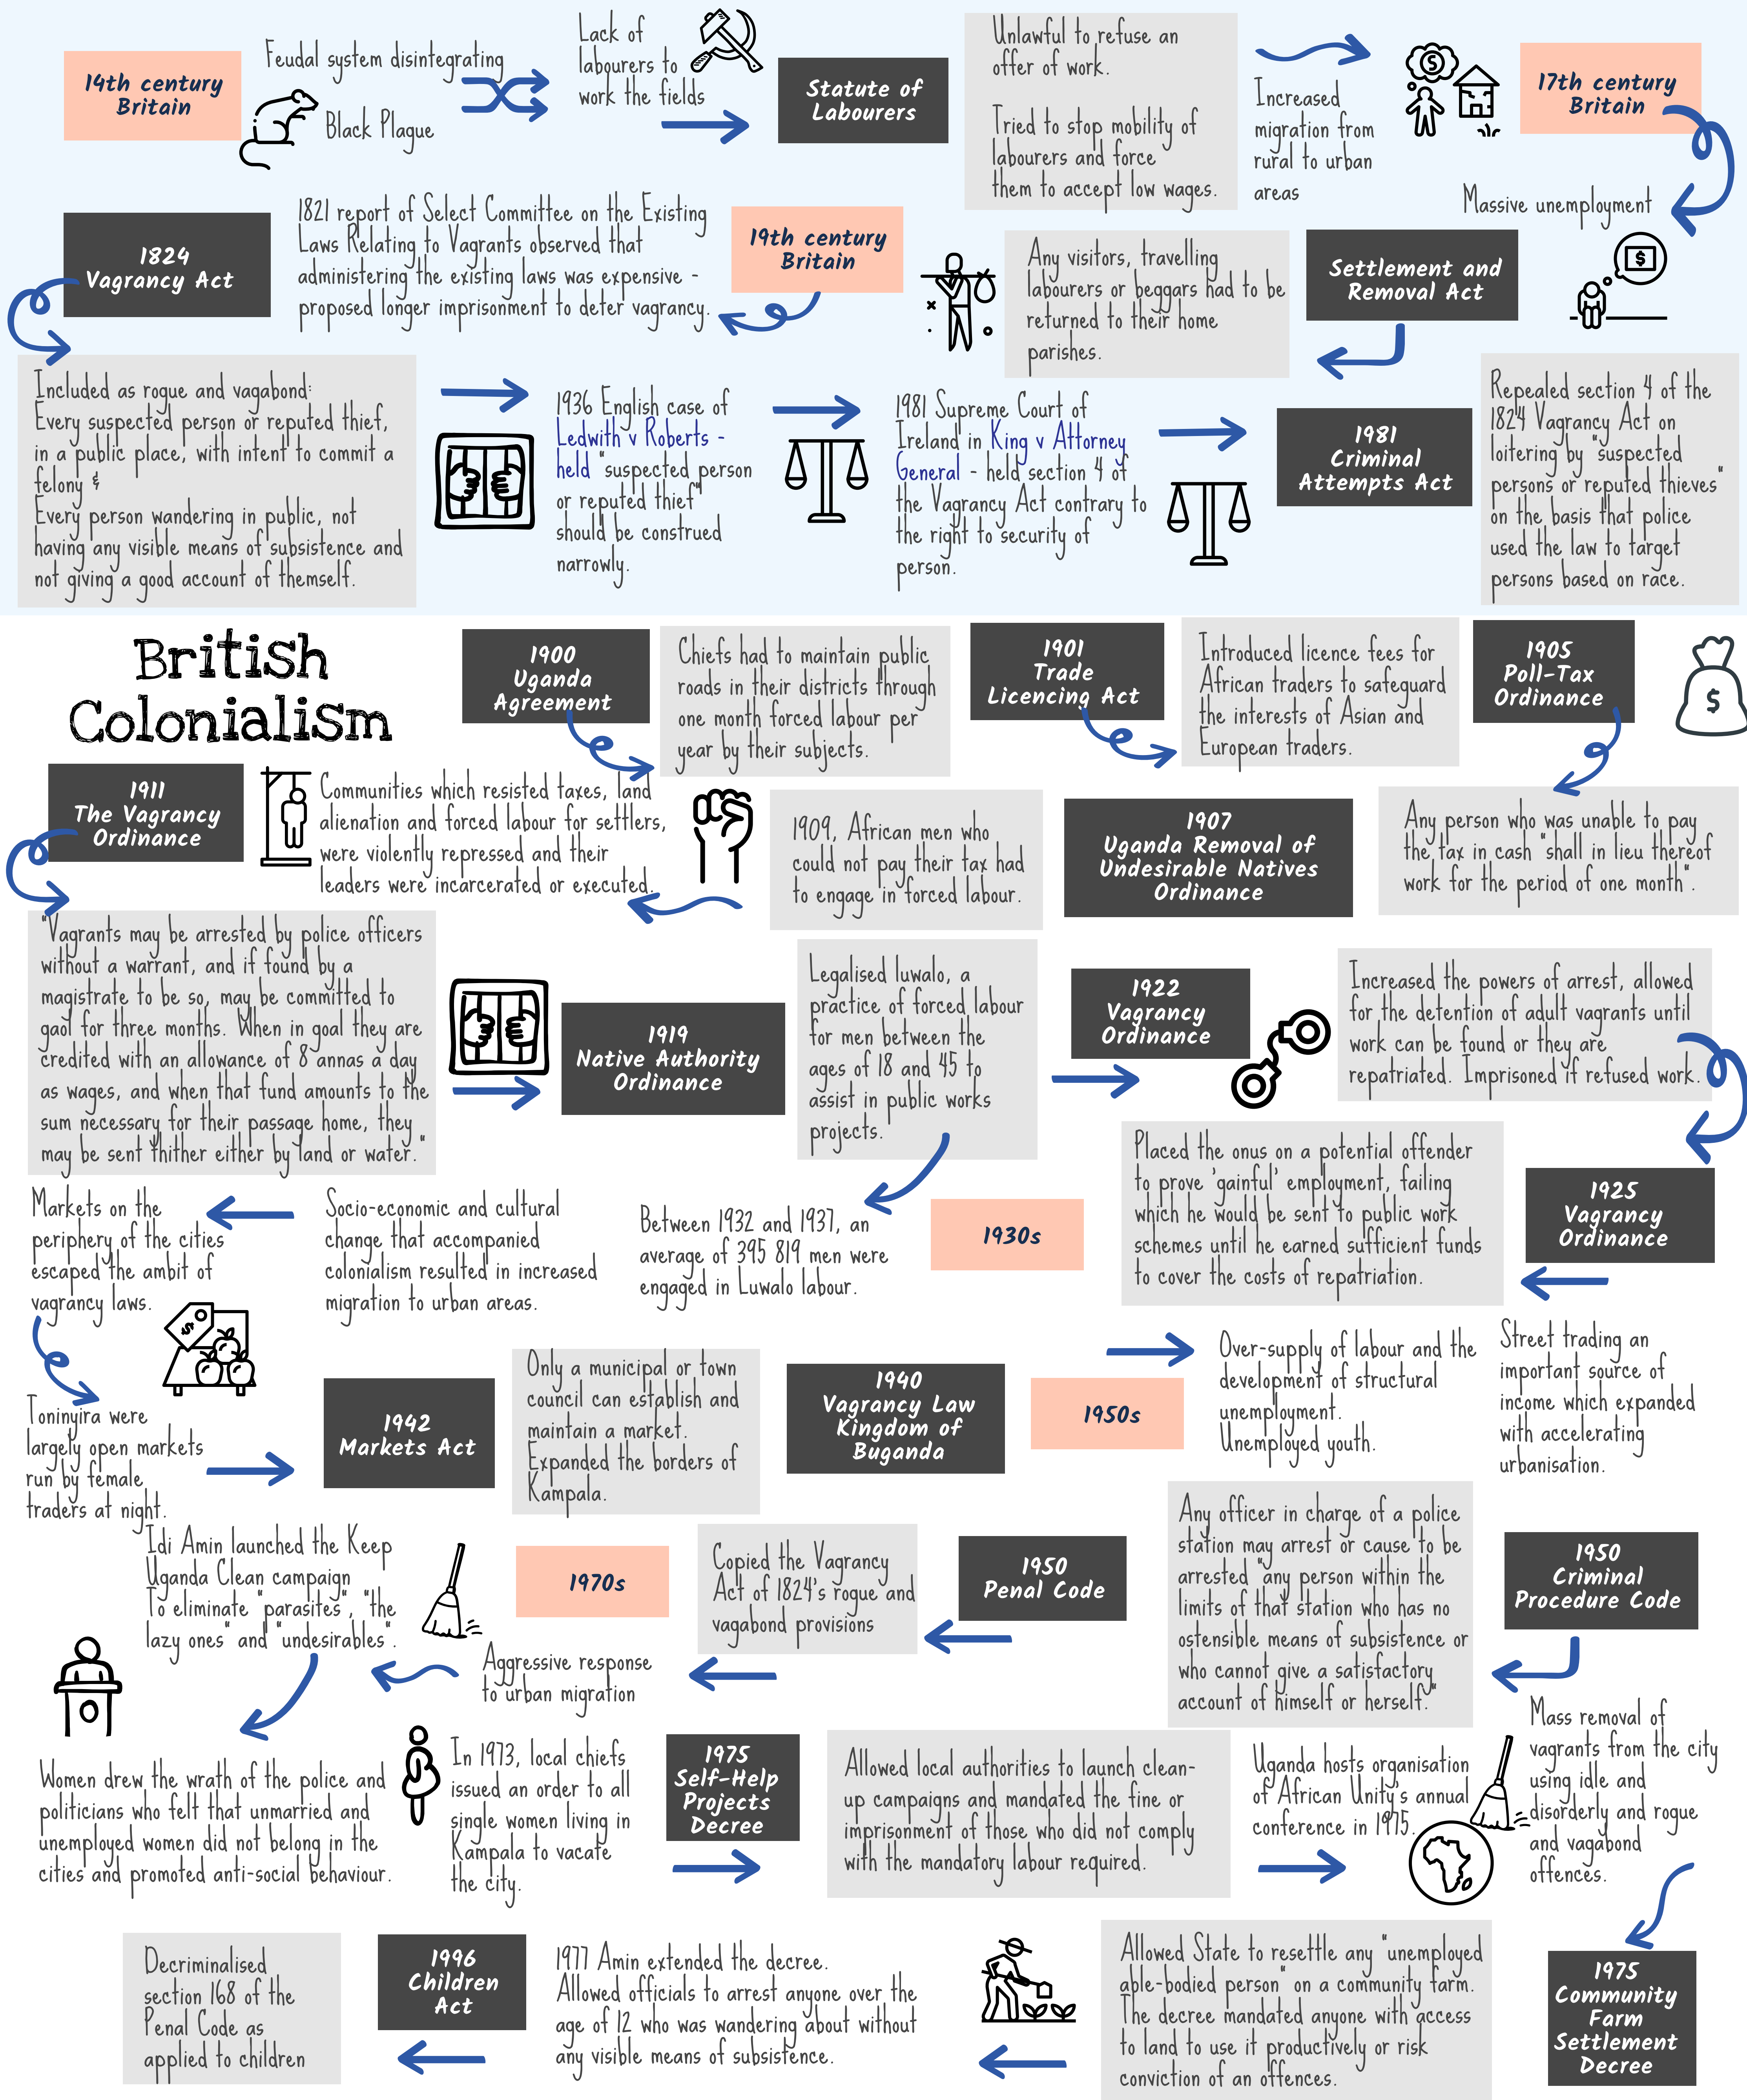 14th century
Britain
Feudal system disintegrating
Black Plague
Lack of
labourers to
work the fields
Statute of
Labourers
Unlawful to refuse an
offer of work.
Tried to stop mobility of
labourers and force
them to accept low wages.
Increased
migration from
rural to urban
areas
17th century
Britain
Massive unemployment
Settlement and
Removal Act
Any visitors, travelling
labourers or beggars had to be
returned to their home
parishes.
19th century
Britain
1821 report of Select Committee on the Existing
Laws Relating to Vagrants observed that
administering the existing laws was expensive -
proposed longer imprisonment to deter vagrancy.
1824
Vagrancy Act
Included as rogue and vagabond:
Every suspected person or reputed thief,
in a public place, with intent to commit a
felony &
Every person wandering in public, not
having any visible means of subsistence and
not giving a good account of themself.
1936 English case of
Ledwith v Roberts -
held "suspected person
or reputed thief"
should be construed
narrowly.
1981 Supreme Court of
Ireland in King v Attorney
General - held section 4 of
the Vagrancy Act contrary to
the right to security of
person.
1981
Criminal
Attempts Act
Repealed section 4 of the
1824 Vagrancy Act on
loitering by "suspected
persons or reputed thieves"
on the basis that police
used the law to target
persons based on race.
British
Colonialism
1900
Uganda
Agreement
Chiefs had to maintain public
roads in their districts through
one month forced labour per
year by their subjects.
1901
Trade
Licencing Act
Introduced licence fees for
African traders to safeguard
the interests of Asian and
European traders.
1905
Poll-Tax
Ordinance
$
Any person who was unable to pay
the tax in cash "shall in lieu thereof
work for the period of one month".
1907
Uganda Removal of
Undesirable Natives
Ordinance
1909, African men who
could not pay their tax had
to engage in forced labour.
Communities which resisted taxes, land
alienation and forced labour for settlers,
were violently repressed and their
leaders were incarcerated or executed.
1911
The Vagrancy
Ordinance
"Vagrants may be arrested by police officers
without a warrant, and if found by a
magistrate to be so, may be committed to
gaol for three months. When in goal they are
credited with an allowance of 8 annas a day
as wages, and when that fund amounts to the
sum necessary for their passage home, they
may be sent thither either by land or water."
1919
Native Authority
Ordinance
Legalised luwalo, a
practice of forced labour
for men between the
ages of 18 and 45 to
assist in public works
projects.
1922
Vagrancy
Ordinance
Increased the powers of arrest, allowed
for the detention of adult vagrants until
work can be found or they are
repatriated. Imprisoned if refused work.
1925
Vagrancy
Ordinance
Placed the onus on a potential offender
to prove 'gainful' employment, failing
which he would be sent to public work
schemes until he earned sufficient funds
to cover the costs of repatriation.
1930s
Between 1932 and 1937, an
average of 395 819 men were
engaged in Luwalo labour.
Socio-economic and cultural
change that accompanied
colonialism resulted in increased
migration to urban areas.
Markets on the
periphery of the cities
escaped the ambit of
vagrancy laws.
Toninyira were
largely open markets
run by female
traders at night.
1942
Markets Act
Only a municipal or town
council can establish and
maintain a market.
Expanded the borders of
Kampala.
1940
Vagrancy Law
Kingdom of
Buganda
1950s
Over-supply of labour and the
development of structural
unemployment.
Unemployed youth.
Street trading an
important source of
income which expanded
with accelerating
urbanisation.
1950
Criminal
Procedure Code
Any officer in charge of a police
station may arrest or cause to be
arrested "any person within the
limits of that station who has no
ostensible means of subsistence or
who cannot give a satisfactory
account of himself or herself."
1950
Penal Code
Copied the Vagrancy
Act of 1824's rogue and
vagabond provisions
1970s
Aggressive response
to urban migration
Idi Amin launched the Keep
Uganda Clean campaign
To eliminate "parasites", "the
lazy ones" and "undesirables".
Women drew the wrath of the police and
politicians who felt that unmarried and
unemployed women did not belong in the
cities and promoted anti-social behaviour.
In 1973, local chiefs
issued an order to all
single women living in
Kampala to vacate
the city.
1975
Self-Help
Projects
Decree
Allowed local authorities to launch clean-
up campaigns and mandated the fine or
imprisonment of those who did not comply
with the mandatory labour required.
Uganda hosts organisation
of African Unity's annual
conference in 1975.
Mass removal of
vagrants from the city
using idle and
disorderly and rogue
and vagabond
offences.
1975
Community
Farm
Settlement
Decree
Allowed State to resettle any "unemployed
able-bodied person" on a community farm.
The decree mandated anyone with access
to land to use it productively or risk
conviction of an offences.
1977 Amin extended the decree.
Allowed officials to arrest anyone over the
age of 12 who was wandering about without
any visible means of subsistence.
1996
Children
Act
Decriminalised
section 168 of the
Penal Code as
applied to children